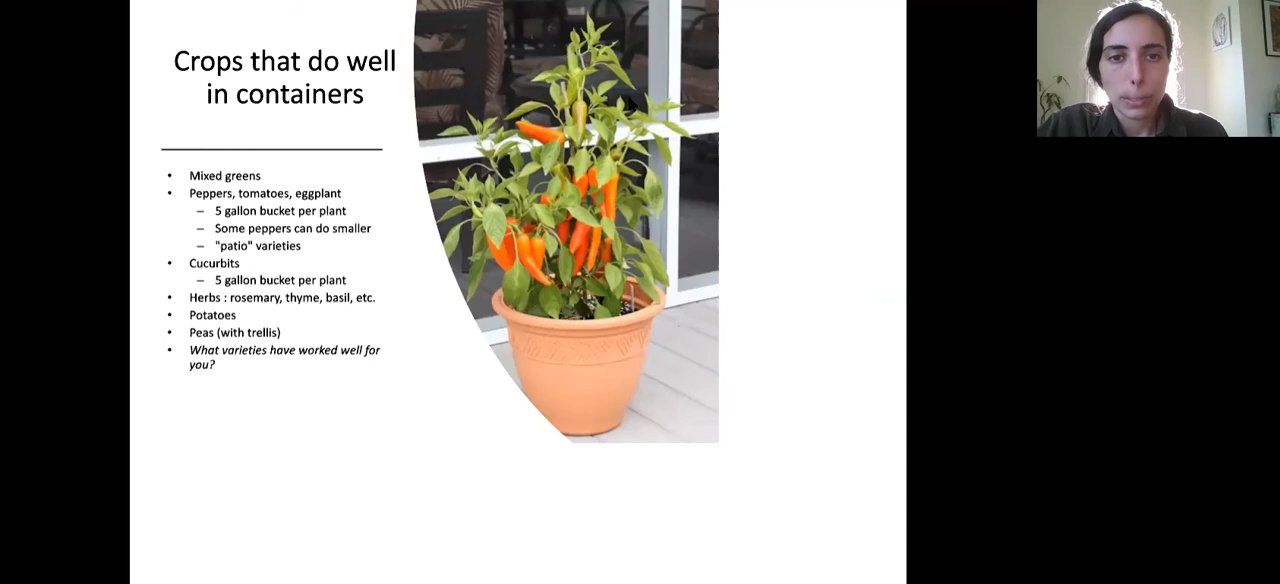 Crops that do well
in containers
• Mixed greens
• Peppers, tomatoes, eggplant
– 5 gallon bucket per plant
– Some peppers can do smaller
– "patio" varieties
• Cucurbits
– 5 gallon bucket per plant
• Herbs : rosemary, thyme, basil, etc.
• Potatoes
• Peas (with trellis)
• What varieties have worked well for
you?